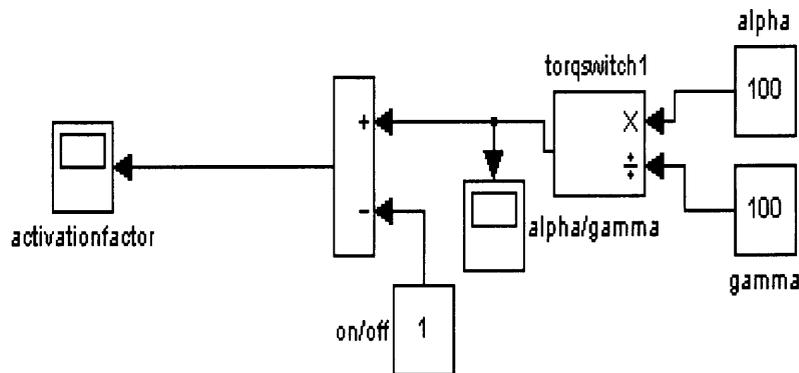 alpha
torqswitch1
100
+
X
÷
100
-
activationfactor
alpha/gamma
gamma
on/off
1